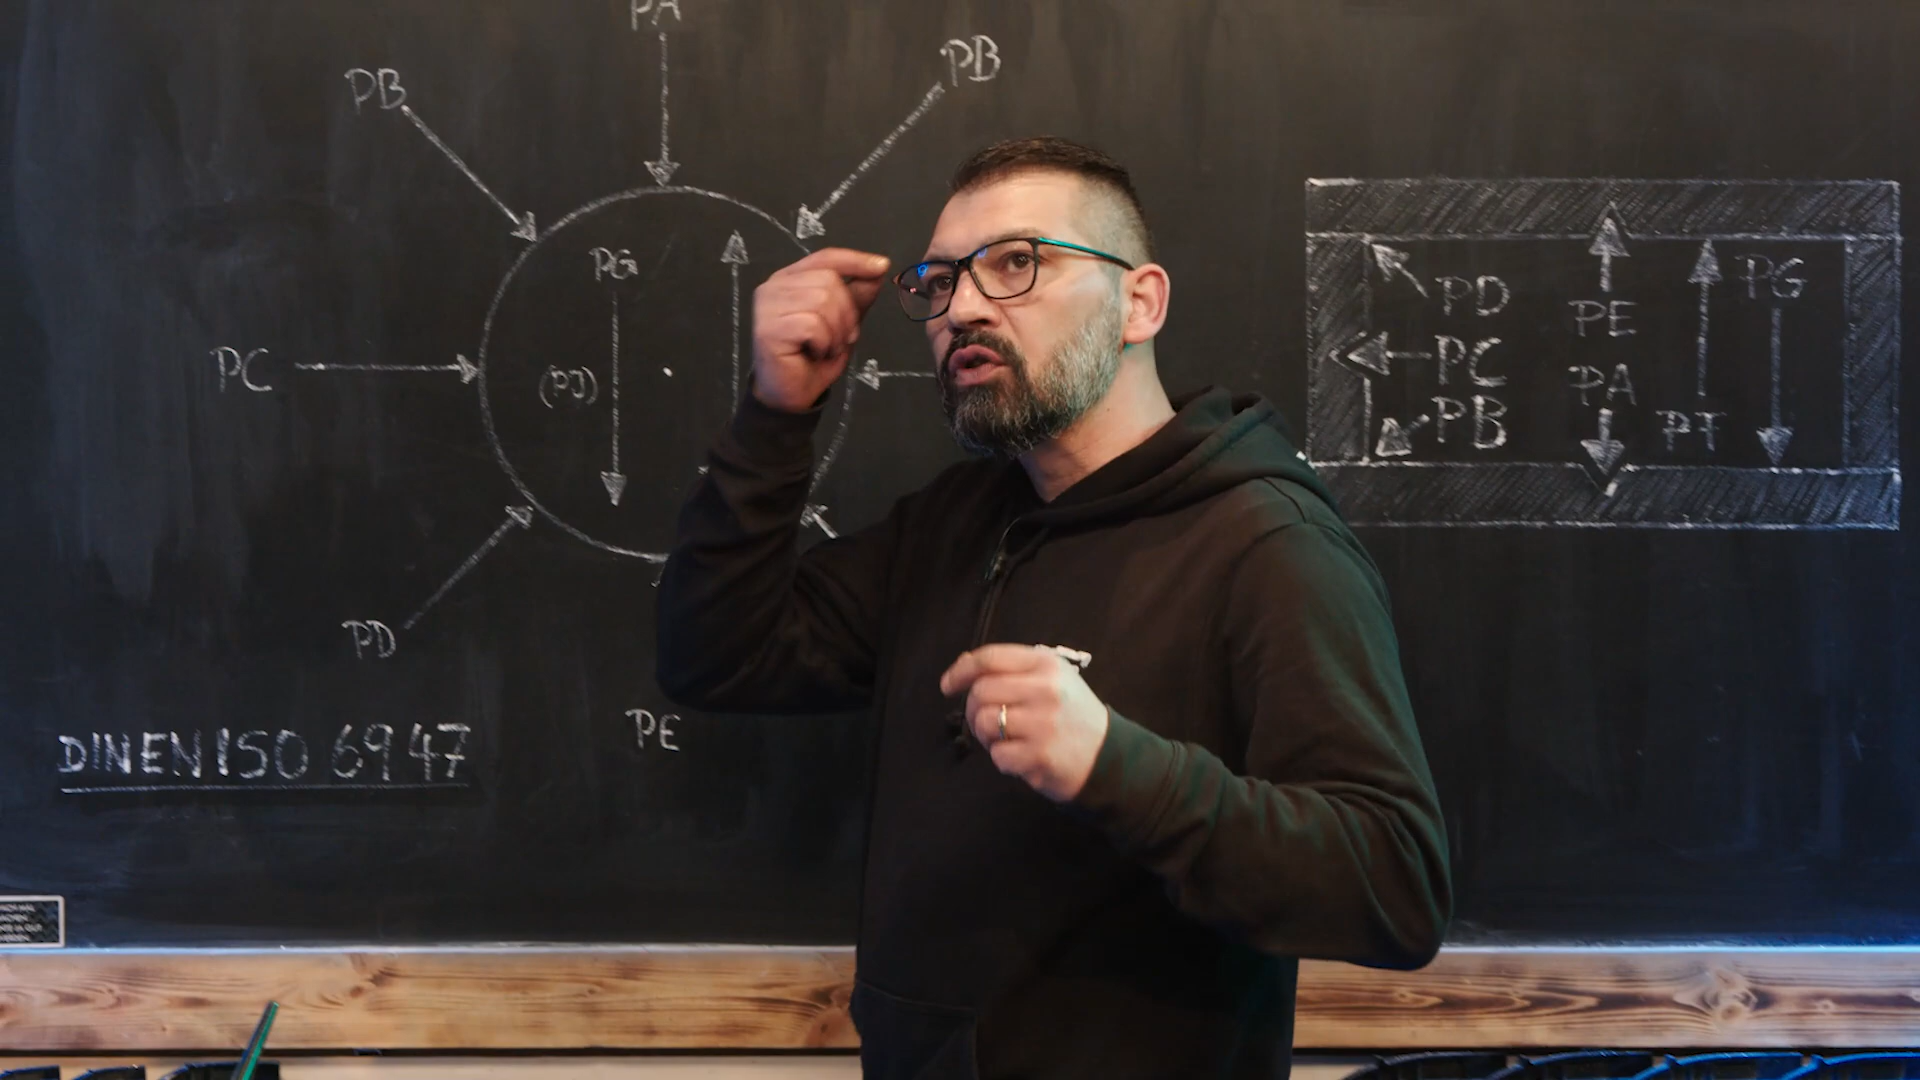 PA
PB
PB
PG
PC
(PJ)
PD
PE
DIN EN ISO 6947
PD
PE
PG
PC
PA
PB
PF